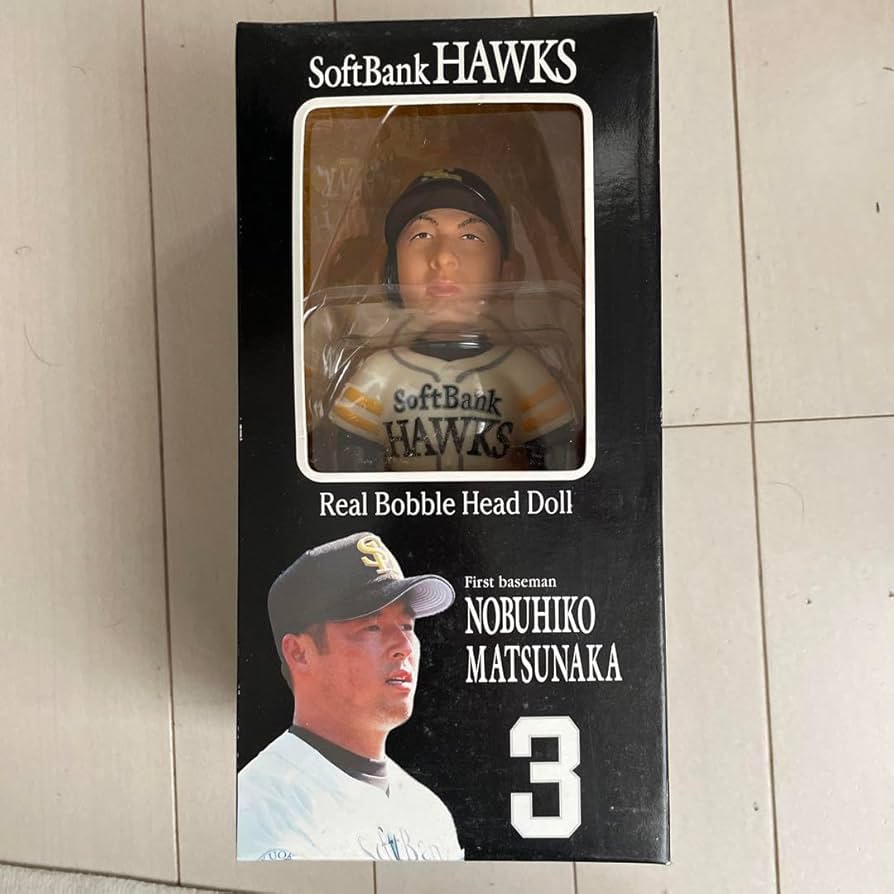 SoftBank HAWKS
SoftBank
HAWKS
Real Bobble Head Doll
First baseman
NOBUHIKO
MATSUNAKA
3